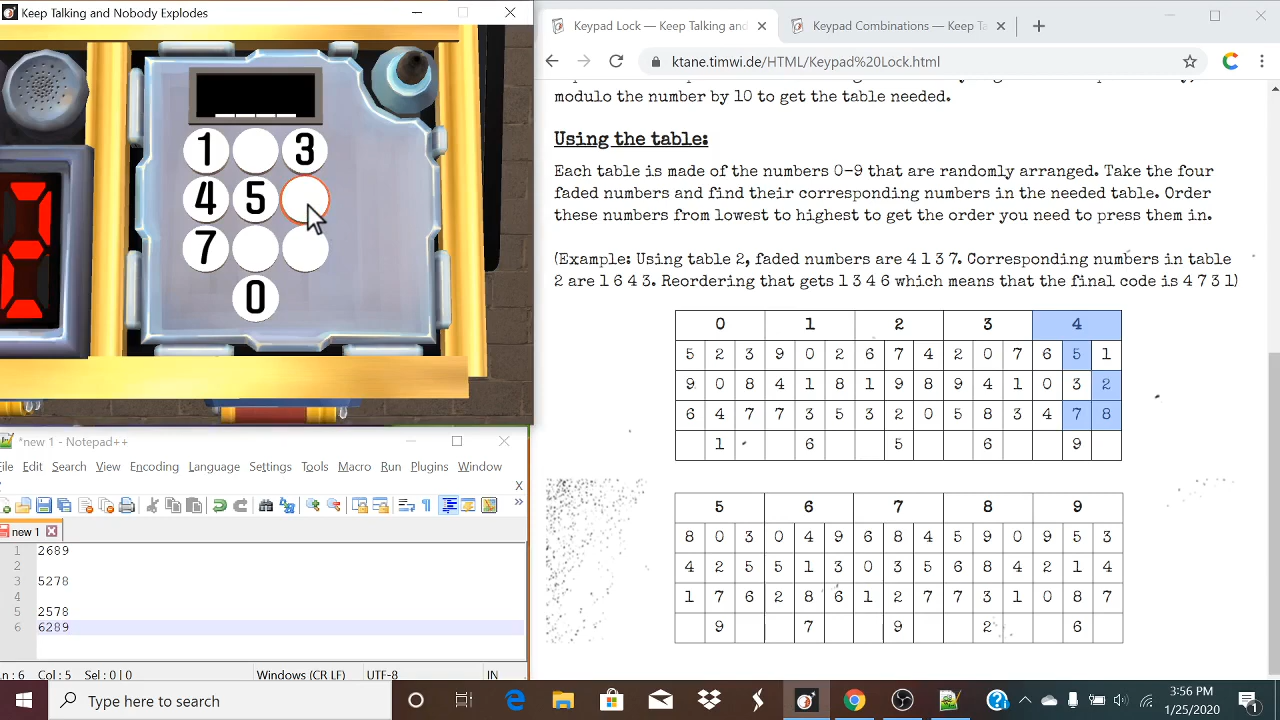 Keep Talking and Nobody Explodes
1 3
4 5
7
0
Keypad Lock — Keep Talking and
Keypad Combinations — Keep Ta
ktane.timwi.de/HTML/Keypad%20Lock.html
modulo the number by 10 to get the table needed.
Using the table:
Each table is made of the numbers 0-9 that are randomly arranged. Take the four
faded numbers and find their corresponding numbers in the needed table. Order
these numbers from lowest to highest to get the order you need to press them in.
(Example: Using table 2, faded numbers are 4 1 3 7. Corresponding numbers in table
2 are 1 6 4 3. Reordering that gets 1 3 4 6 which means that the final code is 4 7 3 1)
0 1 2 3 4
5 2 3 9 0 2 6 7 4 2 0 7 6 5 1
9 0 8 4 1 8 1 9 8 9 4 1 0 3 2
6 4 7 7 3 5 3 2 0 5 8 3 4 7 8
1 6 5 6 9
5 6 7 8 9
8 0 3 0 4 9 6 8 4 5 9 0 9 5 3
4 2 5 5 1 3 0 3 5 6 8 4 2 1 4
1 7 6 2 8 6 1 2 7 7 3 1 0 8 7
9 7 9 2 6
*new 1 - Notepad++
File Edit Search View Encoding Language Settings Tools Macro Run Plugins Window
X
new 1
1 2689
2
3 5278
4
5 2578
6 6289
Ln : 6 Col : 5 Sel : 0 | 0 Windows (CR LF) UTF-8 IN
Type here to search
3:56 PM
1/25/2020
1